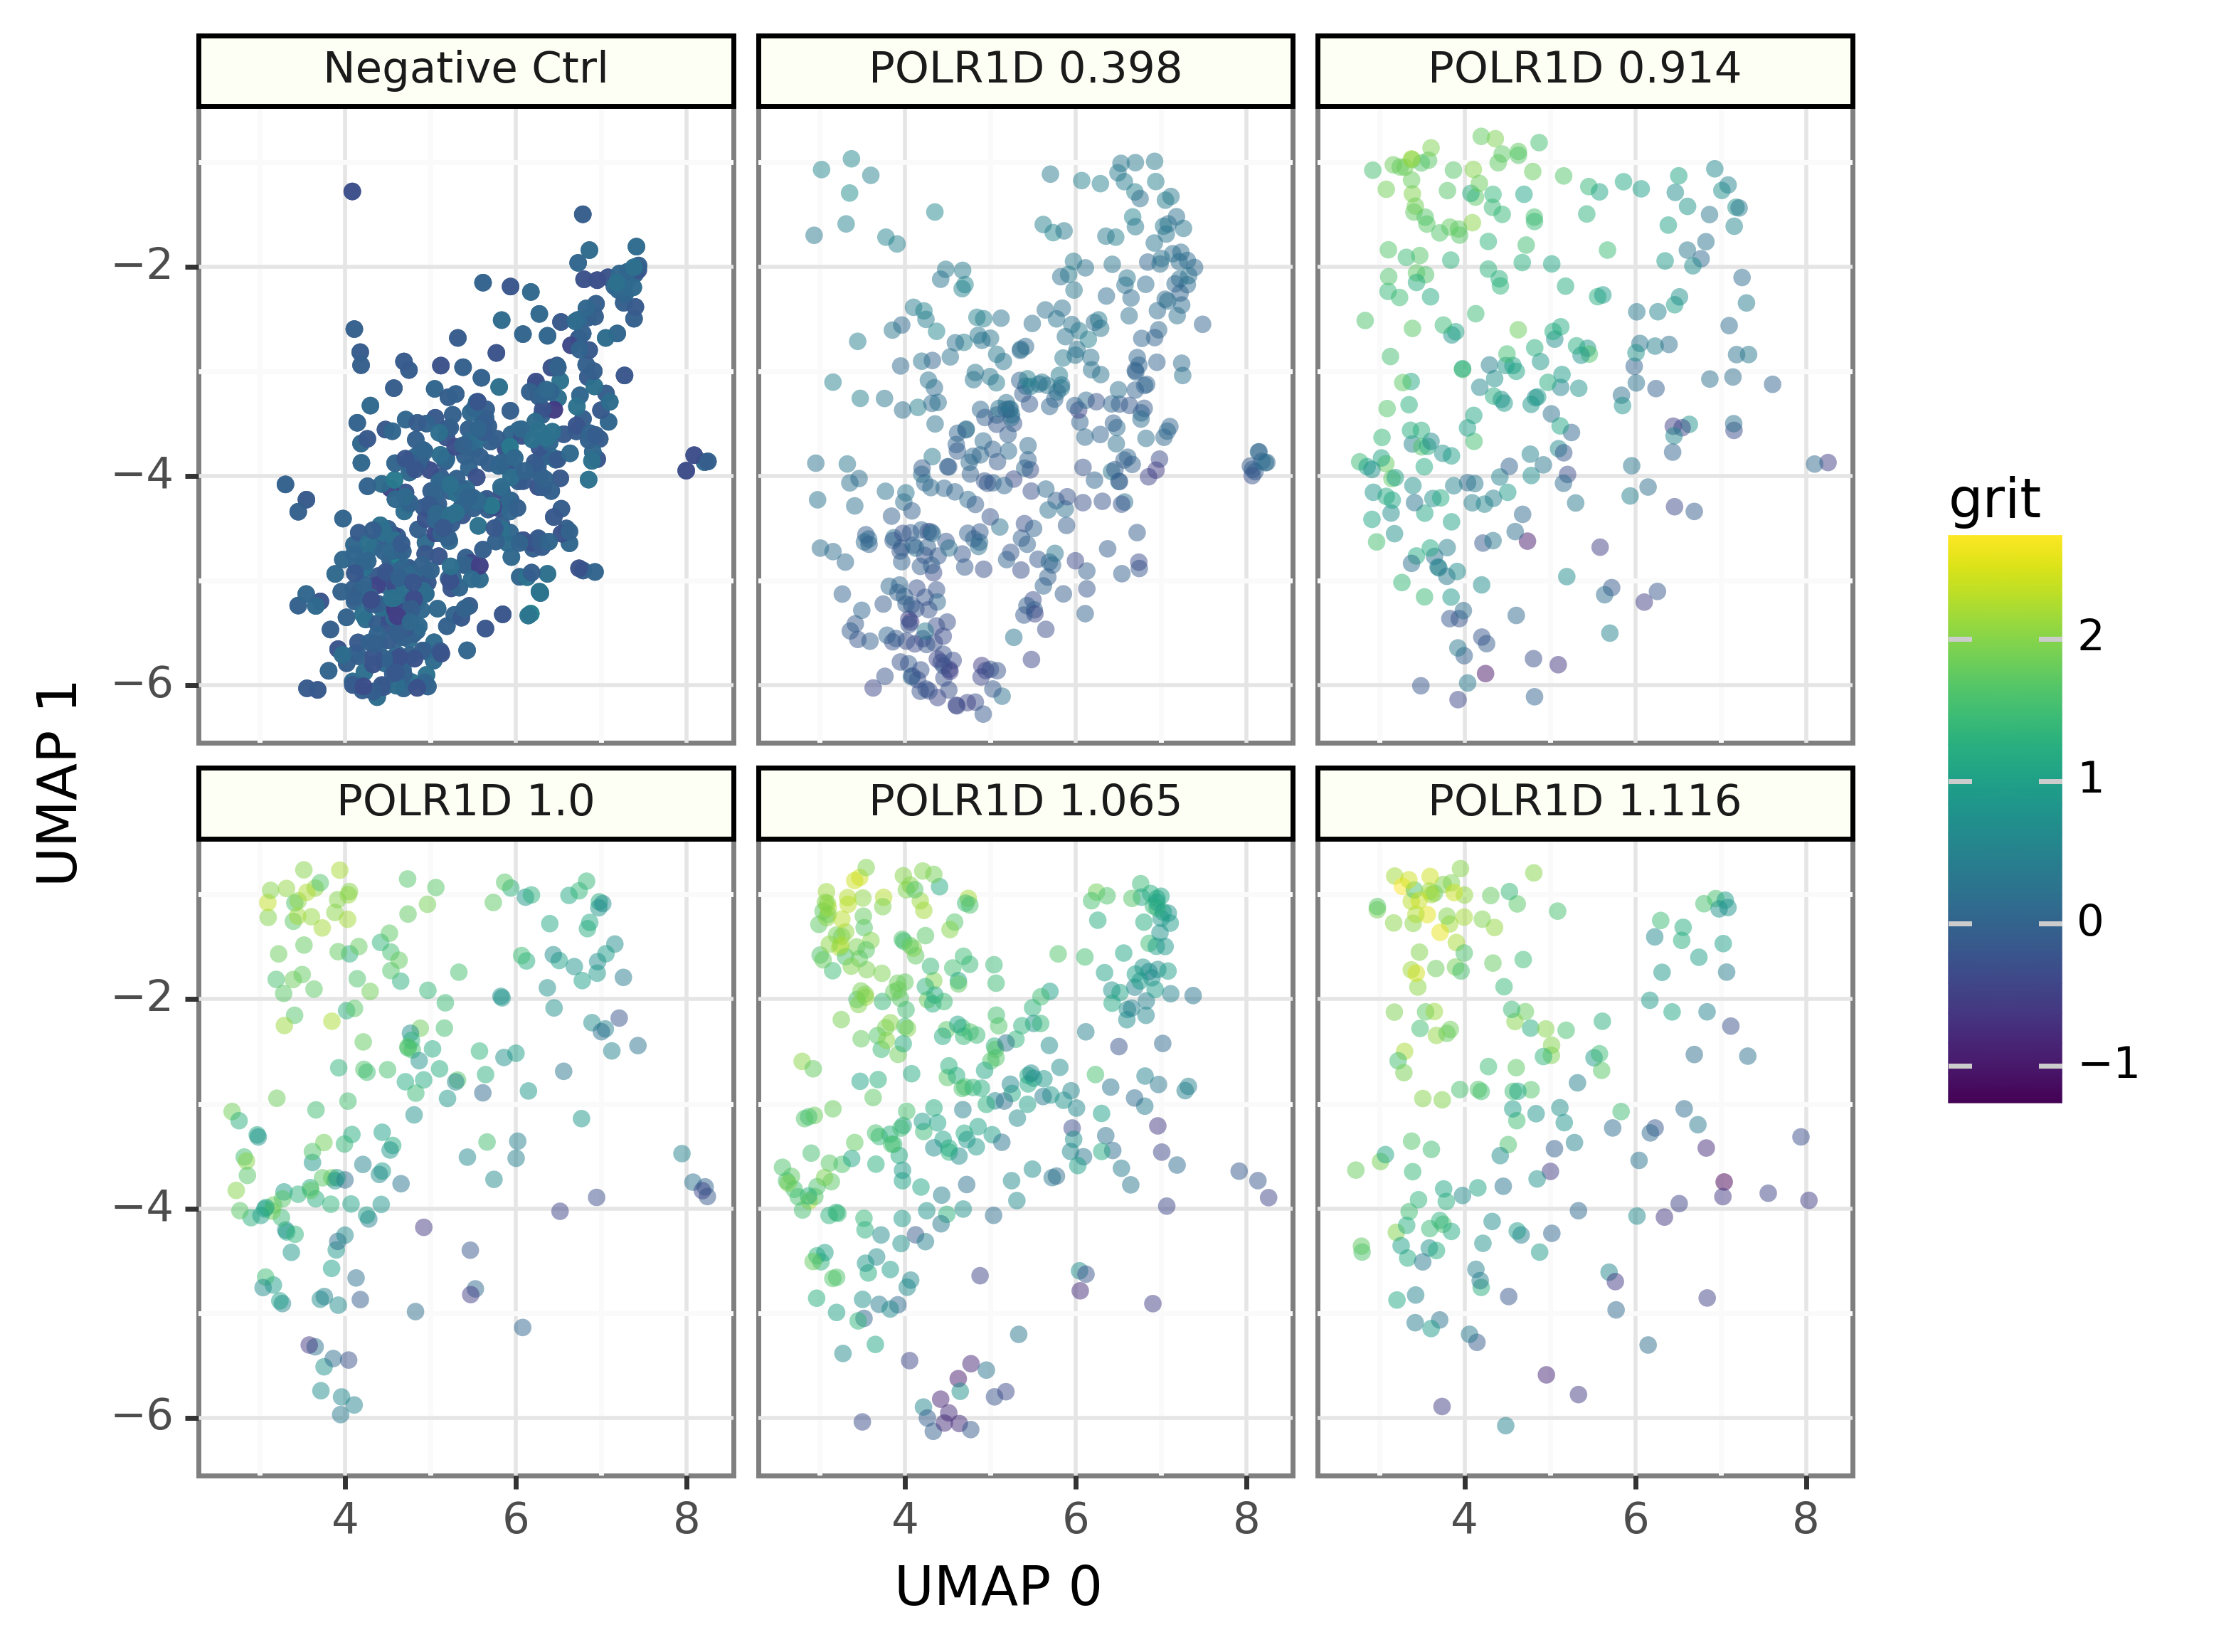 Negative Ctrl
POLR1D 0.398
POLR1D 0.914
−2
−4
−6
POLR1D 1.0
POLR1D 1.065
POLR1D 1.116
−2
−4
−6
4
6
8
4
6
8
4
6
8
UMAP 0
UMAP 1
grit
2
1
0
−1